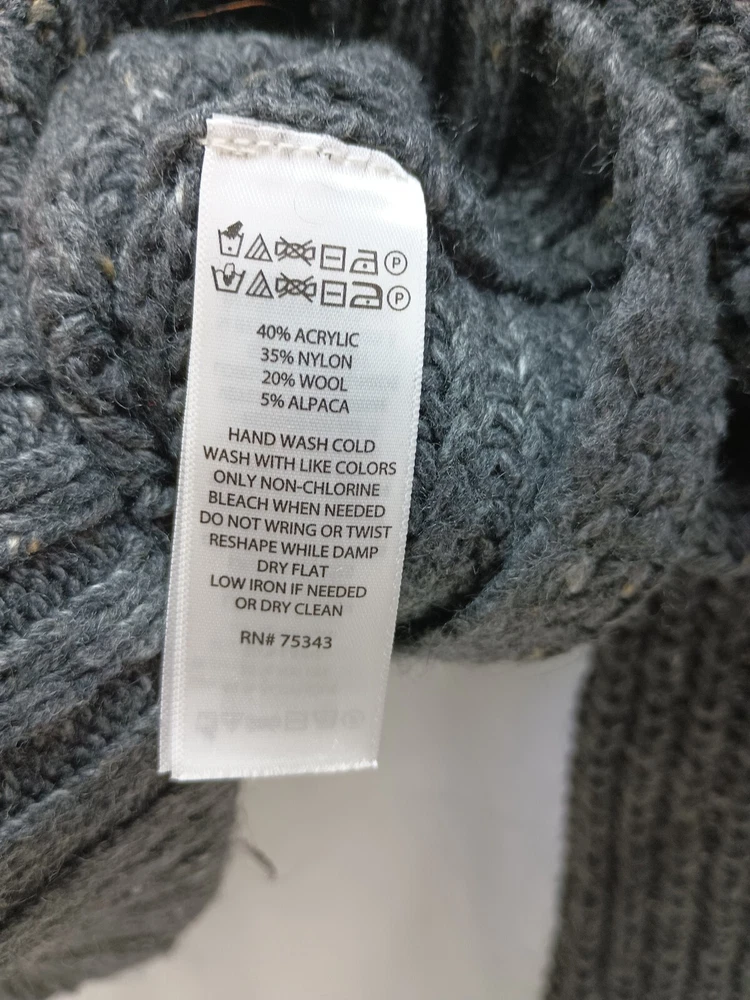 P
P
40% ACRYLIC
35% NYLON
20% WOOL
5% ALPACA
HAND WASH COLD
WASH WITH LIKE COLORS
ONLY NON-CHLORINE
BLEACH WHEN NEEDED
DO NOT WRING OR TWIST
RESHAPE WHILE DAMP
DRY FLAT
LOW IRON IF NEEDED
OR DRY CLEAN
RN# 75343